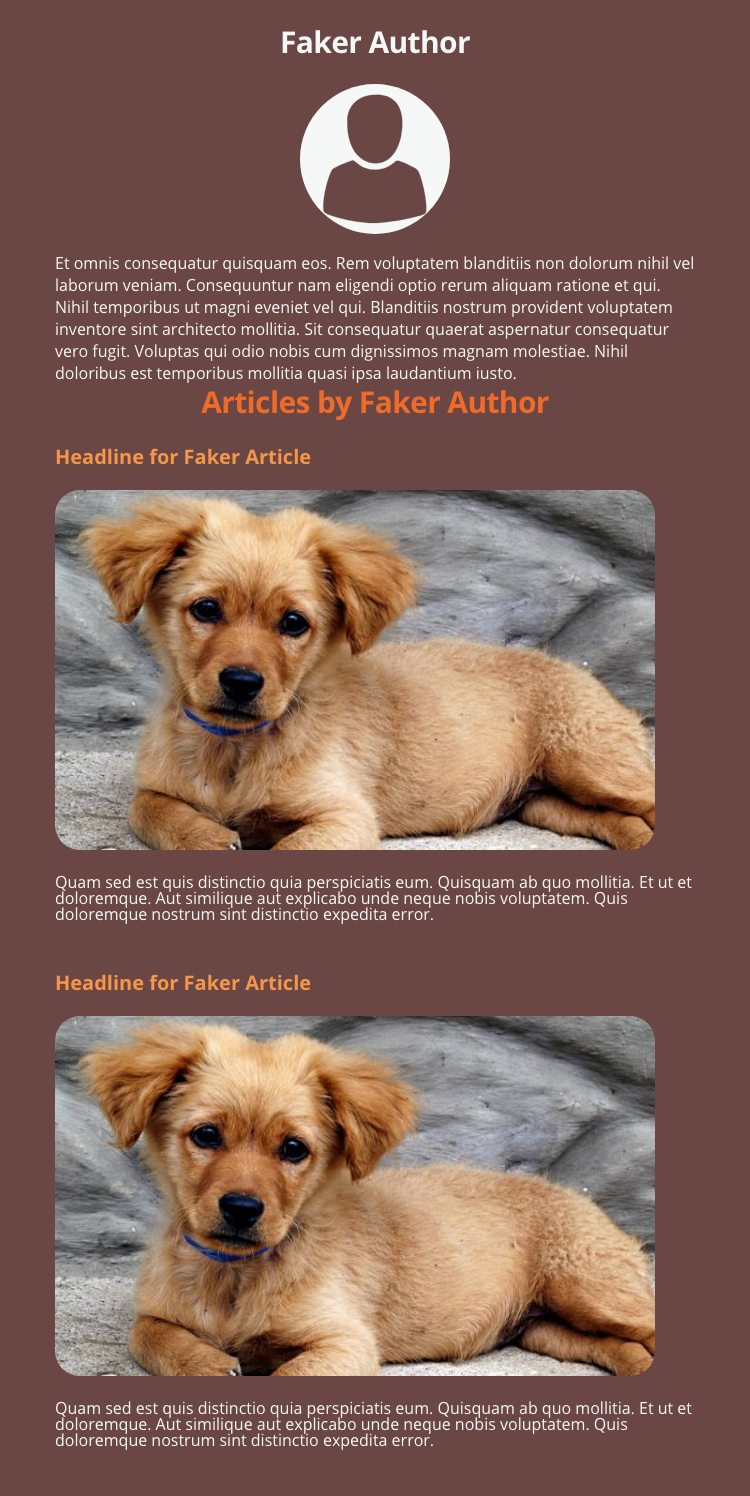 Faker Author
Et omnis consequatur quisquam eos. Rem voluptatem blanditiis non dolorum nihil vel
laborum veniam. Consequuntur nam eligendi optio rerum aliquam ratione et qui.
Nihil temporibus ut magni eveniet vel qui. Blanditiis nostrum provident voluptatem
inventore sint architecto mollitia. Sit consequatur quaerat aspernatur consequatur
vero fugit. Voluptas qui odio nobis cum dignissimos magnam molestiae. Nihil
doloribus est temporibus mollitia quasi ipsa laudantium iusto.
Articles by Faker Author
Headline for Faker Article
Quam sed est quis distinctio quia perspiciatis eum. Quisquam ab quo mollitia. Et ut et
doloremque. Aut similique aut explicabo unde neque nobis voluptatem. Quis
doloremque nostrum sint distinctio expedita error.
Headline for Faker Article
Quam sed est quis distinctio quia perspiciatis eum. Quisquam ab quo mollitia. Et ut et
doloremque. Aut similique aut explicabo unde neque nobis voluptatem. Quis
doloremque nostrum sint distinctio expedita error.